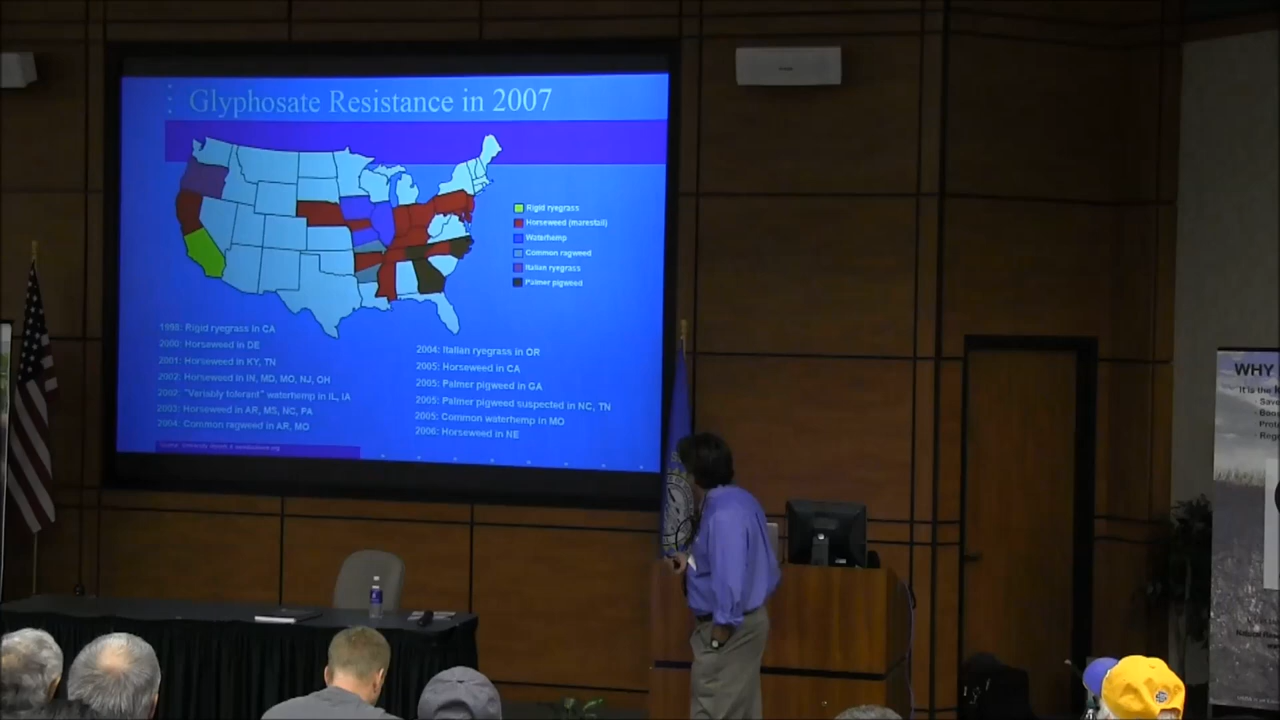 Glyphosate Resistance in 2007
Rigid ryegrass
Horseweed (marestail)
Waterhemp
Common ragweed
Italian ryegrass
Palmer pigweed
1998: Rigid ryegrass in CA
2000: Horseweed in DE
2001: Horseweed in KY, TN
2002: Horseweed in IN, MD, MO, NJ, OH
2002: "Variably tolerant" waterhemp in IL, IA
2003: Horseweed in AR, MS, NC, PA
2004: Common ragweed in AR, MO
2004: Italian ryegrass in OR
2005: Horseweed in CA
2005: Palmer pigweed in GA
2005: Palmer pigweed suspected in NC, TN
2005: Common waterhemp in MO
2006: Horseweed in NE
WHY
It is the
Save